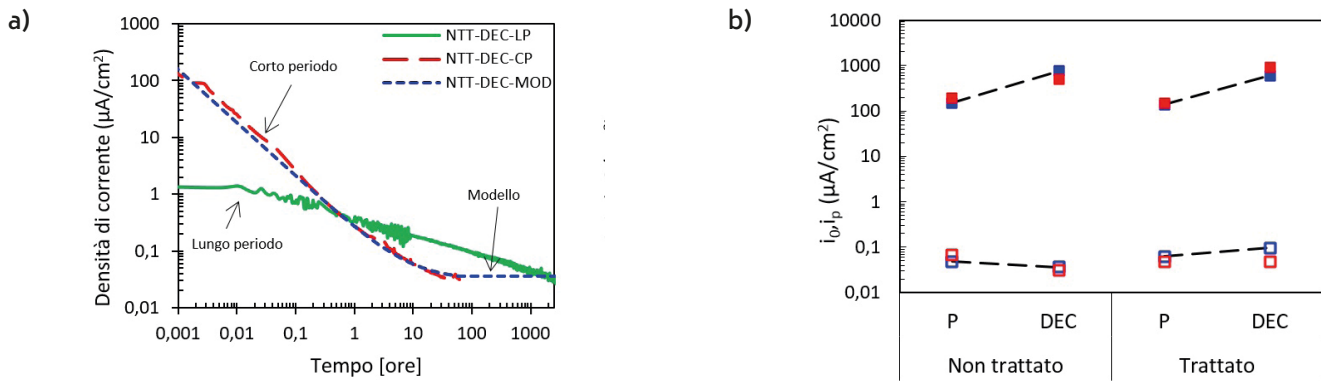 a)
Densità di corrente (µA/cm²)
1000
100
10
1
0,1
0,01
NTT-DEC-LP
NTT-DEC-CP
NTT-DEC-MOD
Corto periodo
Lungo periodo
Modello
0,001 0,01 0,1 1 10 100 1000
Tempo [ore]
b)
i₀,iₚ (µA/cm²)
10000
1000
100
10
1
0,1
0,01
P DEC P DEC
Non trattato Trattato